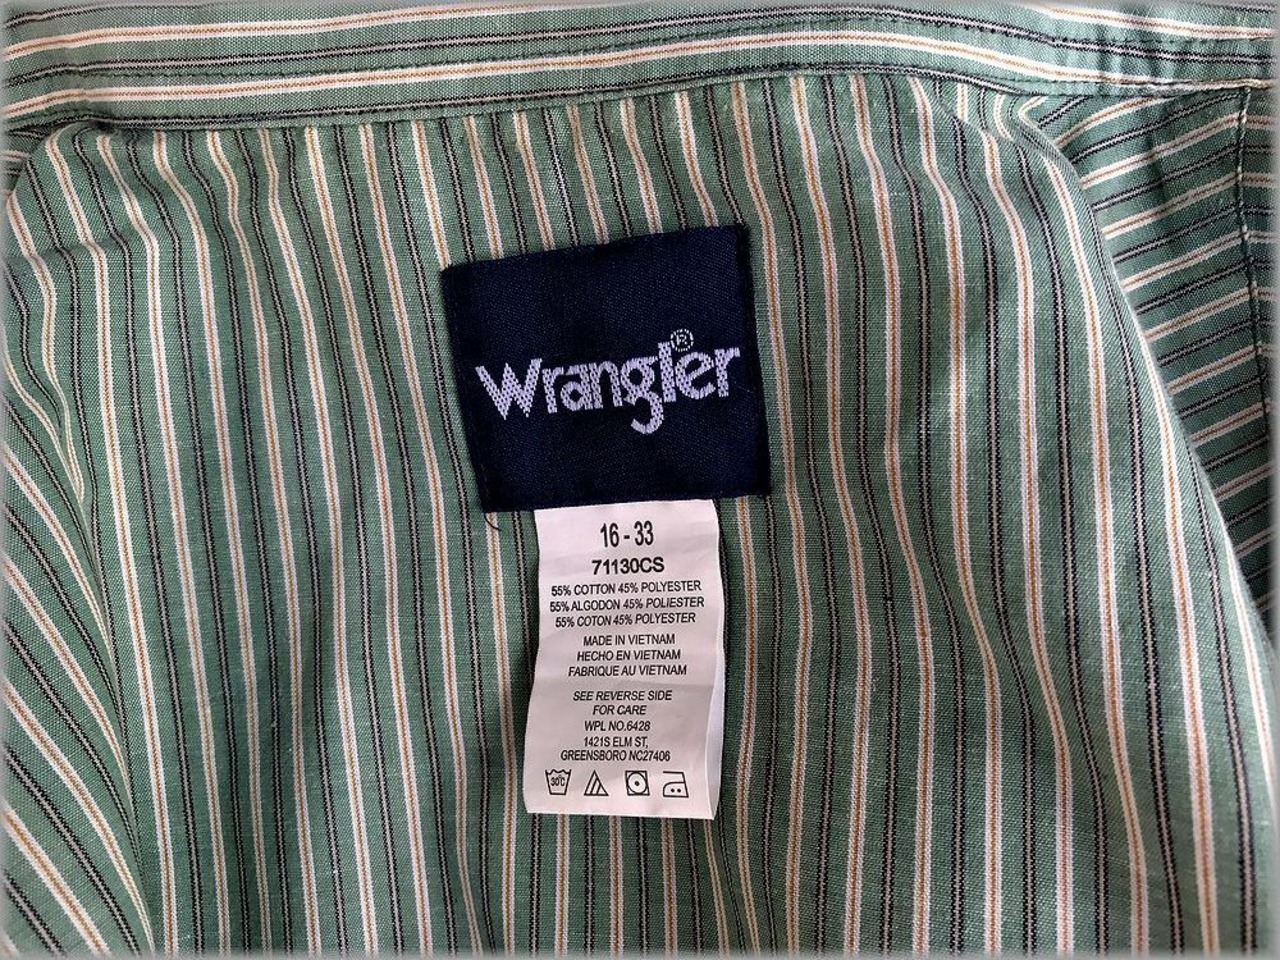 Wrangler®
16 - 33
71130CS
55% COTTON 45% POLYESTER
55% ALGODON 45% POLIESTER
55% COTON 45% POLYESTER
MADE IN VIETNAM
HECHO EN VIETNAM
FABRIQUE AU VIETNAM
SEE REVERSE SIDE
FOR CARE
WPL NO.6428
1421S ELM ST,
GREENSBORO NC27406
30°C